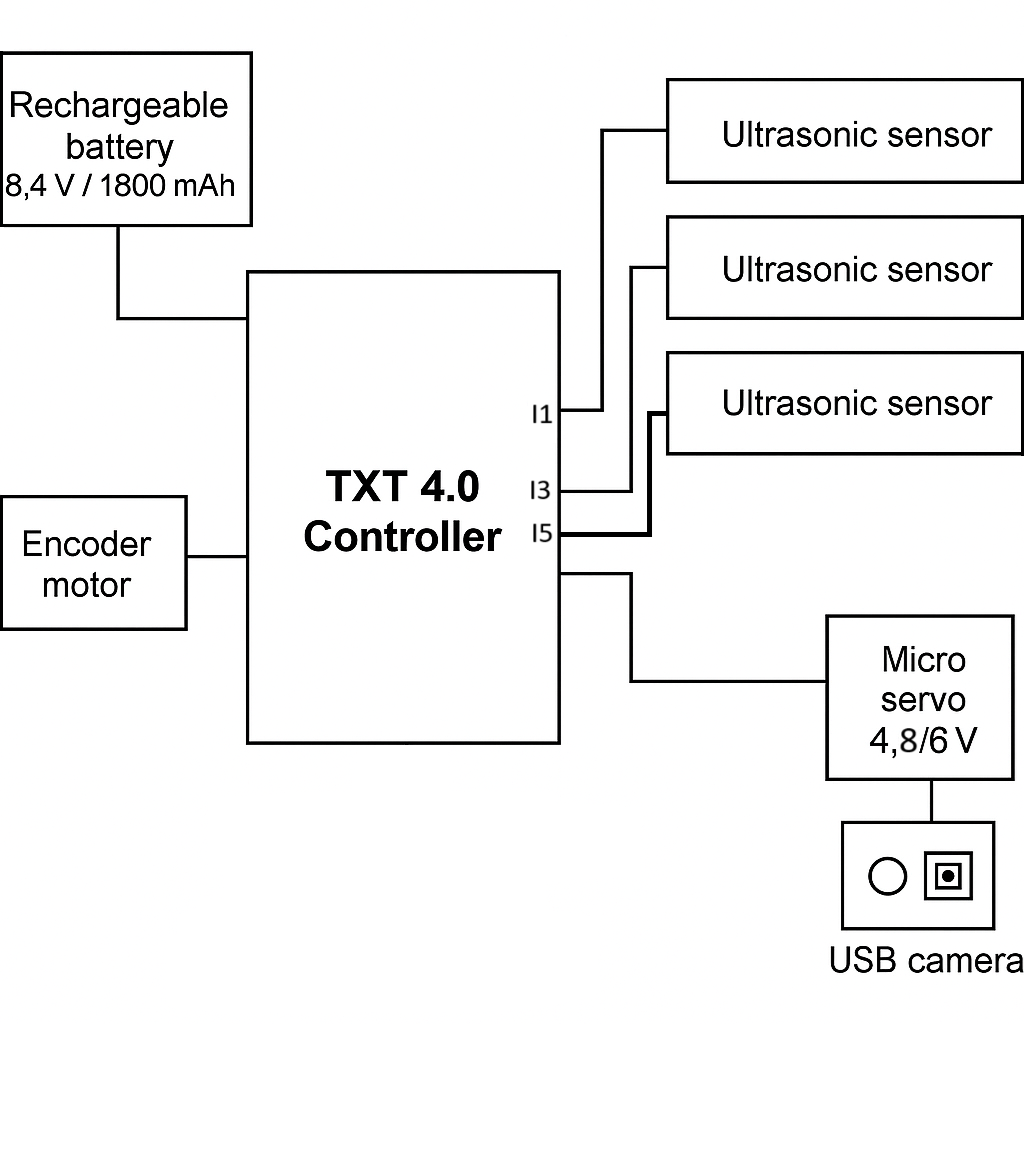 Rechargeable
battery
8,4 V / 1800 mAh
Ultrasonic sensor
Ultrasonic sensor
Ultrasonic sensor
I1
I3
I5
TXT 4.0
Controller
Encoder
motor
Micro
servo
4,8/6 V
USB camera